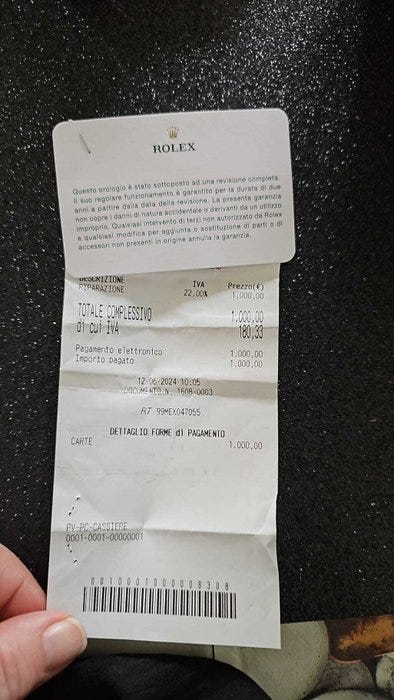 ROLEX
Questo orologio è stato sottoposto ad una revisione completa.
Il suo regolare funzionamento è garantito per la durata di due
anni a partire dalla data della revisione. La presente garanzia
non copre i danni di natura accidentale o derivanti da un utilizzo
improprio. Qualsiasi intervento di terzi non autorizzato da Rolex
e qualsiasi modifica per aggiunta o sostituzione di parti o di
accessori non presenti in origine annulla la garanzia.
DESCRIZIONE IVA Prezzo(€)
RIPARAZIONE 22,00% 1.000,00
TOTALE COMPLESSIVO 1.000,00
di cui IVA 180,33
Pagamento elettronico 1.000,00
Importo pagato 1.000,00
12-06-2024 10:05
DOCUMENTO N. 1608-0003
RT 99MEX047055
DETTAGLIO FORME di PAGAMENTO
CARTE 1.000,00
PV-PC-CASSIERE
0001-0001-00000001
0010001000008308